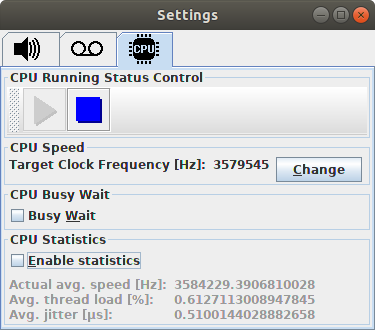 Settings
CPU
CPU Running Status Control
CPU Speed
Target Clock Frequency [Hz]: 3579545 Change
CPU Busy Wait
Busy Wait
CPU Statistics
Enable statistics
Actual avg. speed [Hz]: 3584229.3906810028
Avg. thread load [%]: 0.6127113008947845
Avg. jitter [µs]: 0.5100144028882658